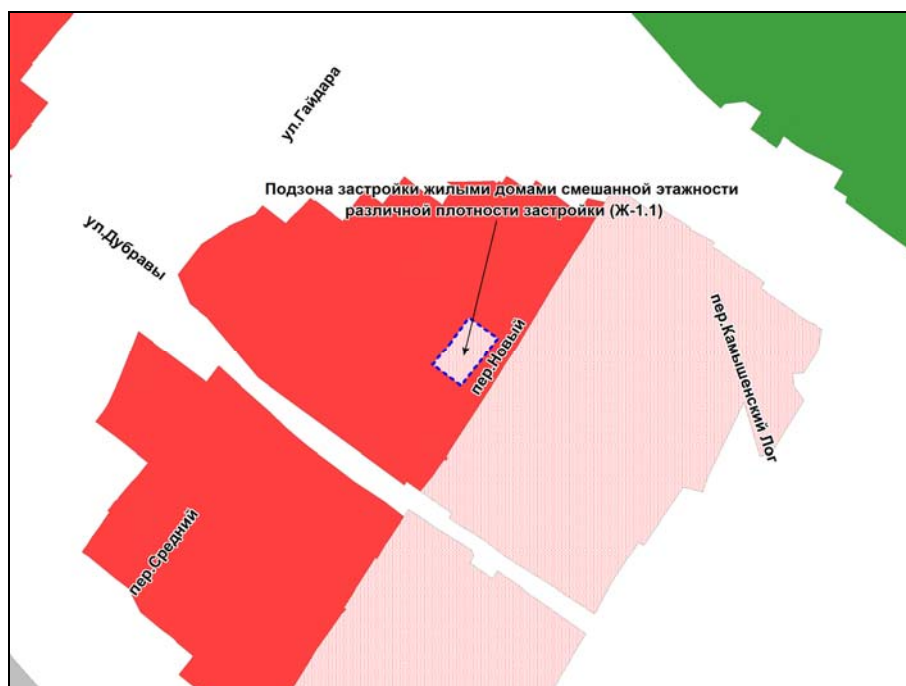 ул.Гайдара
Подзона застройки жилыми домами смешанной этажности
различной плотности застройки (Ж-1.1)
ул.Дубравы
пер.Новый
пер.Камышенский Лог
пер.Средний